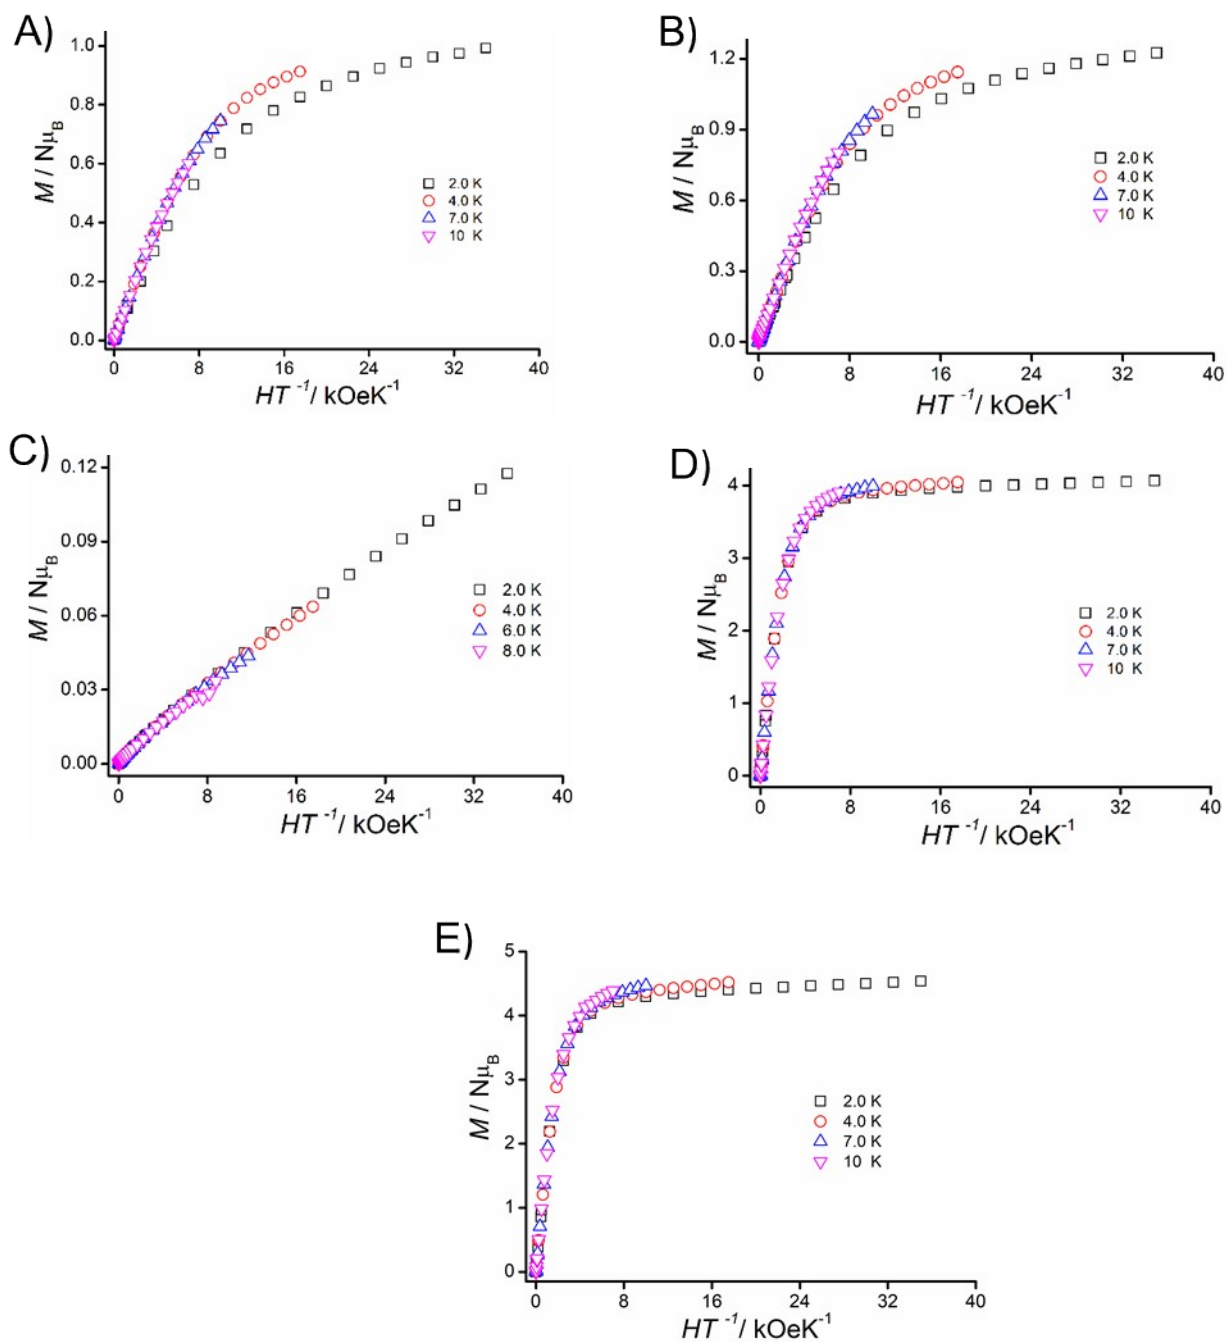 A)
M / NμB
1.0
0.8
0.6
0.4
0.2
0.0
2.0 K
4.0 K
7.0 K
10 K
0 8 16 24 32 40
HT -1/ kOeK-1
B)
M / NμB
1.2
0.9
0.6
0.3
0.0
2.0 K
4.0 K
7.0 K
10 K
0 8 16 24 32 40
HT -1/ kOeK-1
C)
M / NμB
0.12
0.09
0.06
0.03
0.00
2.0 K
4.0 K
6.0 K
8.0 K
0 8 16 24 32 40
HT -1/ kOeK-1
D)
M / NμB
4
3
2
1
0
2.0 K
4.0 K
7.0 K
10 K
0 8 16 24 32 40
HT -1/ kOeK-1
E)
M / NμB
5
4
3
2
1
0
2.0 K
4.0 K
7.0 K
10 K
0 8 16 24 32 40
HT -1/ kOeK-1